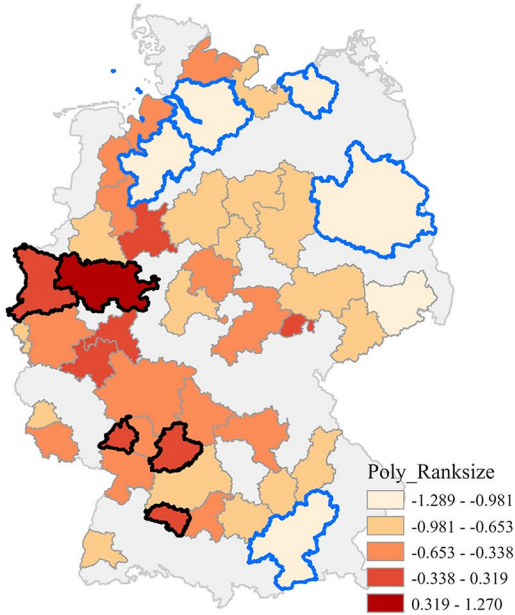 Poly_Ranksize
-1.289 - -0.981
-0.981 - -0.653
-0.653 - -0.338
-0.338 - 0.319
0.319 - 1.270